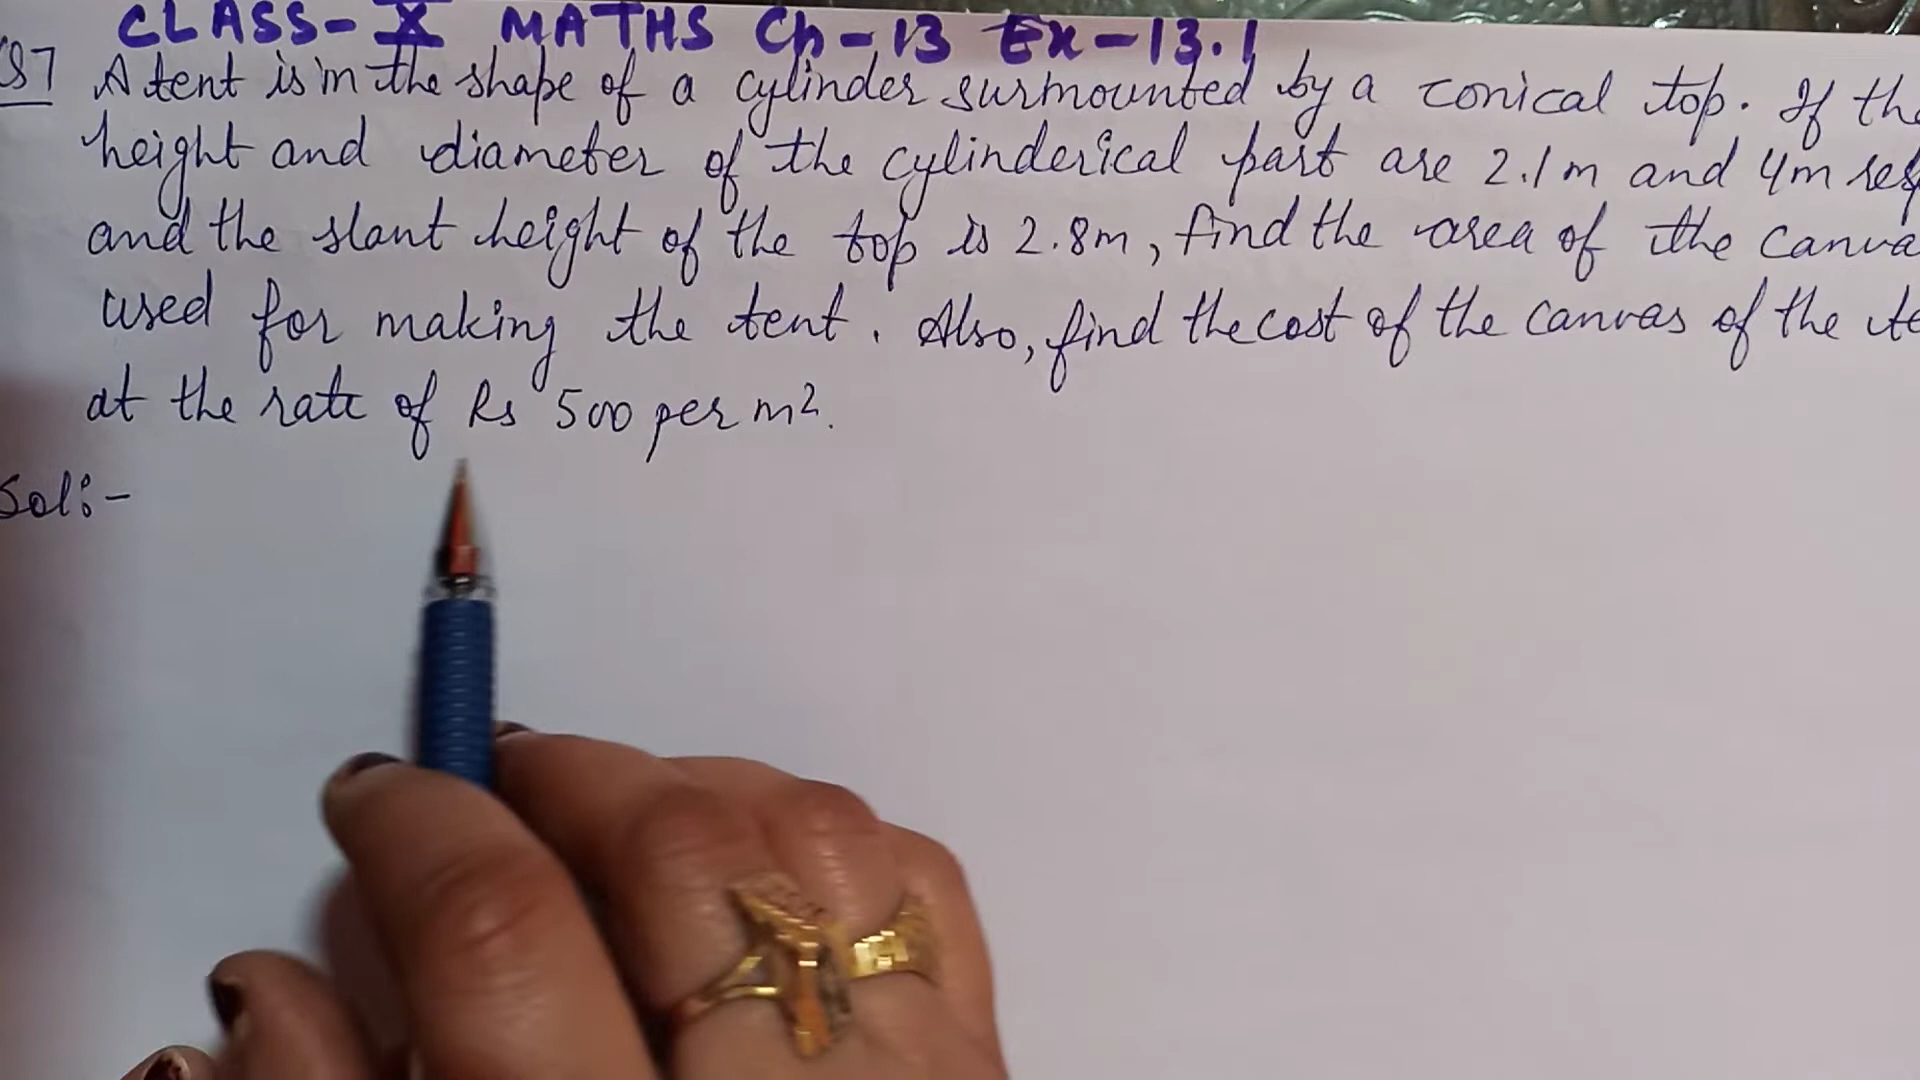 CLASS-X MATHS Ch-13 Ex-13.1
Q7 A tent is in the shape of a cylinder surmounted by a conical top. If the
height and diameter of the cylinderical part are 2.1m and 4m
and the slant height of the top is 2.8m, find the area of the
used for making the tent. Also, find the cost of the canvas of the
at the rate of Rs 500 per m².
Sol:-